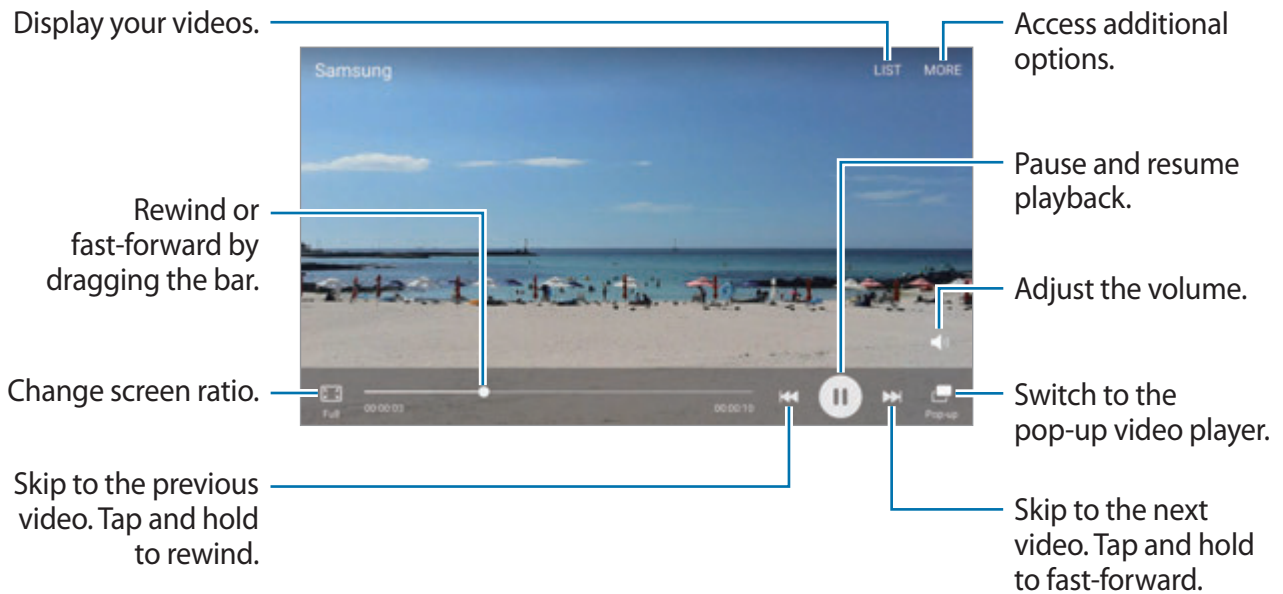 Display your videos.
Access additional
options.
Samsung
LIST MORE
Pause and resume
playback.
Rewind or
fast-forward by
dragging the bar.
Adjust the volume.
Change screen ratio.
Full
00:00:03
00:00:10
Pop-up
Switch to the
pop-up video player.
Skip to the previous
video. Tap and hold
to rewind.
Skip to the next
video. Tap and hold
to fast-forward.